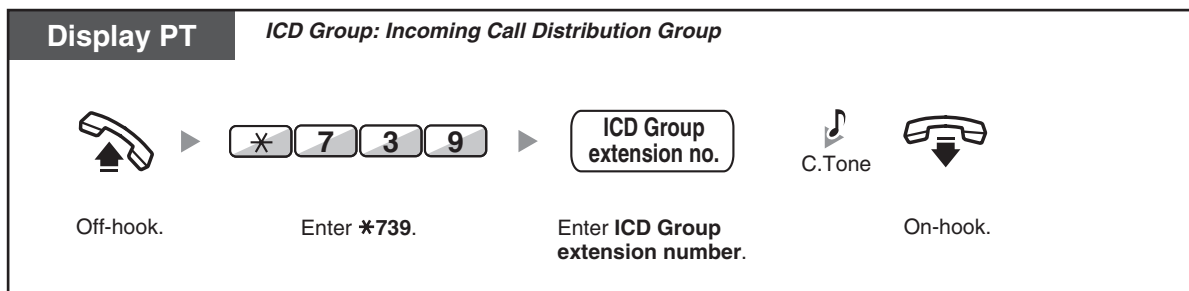 Display PT
ICD Group: Incoming Call Distribution Group
* 7 3 9
ICD Group
extension no.
C.Tone
Off-hook.
Enter *739.
Enter ICD Group
extension number.
On-hook.